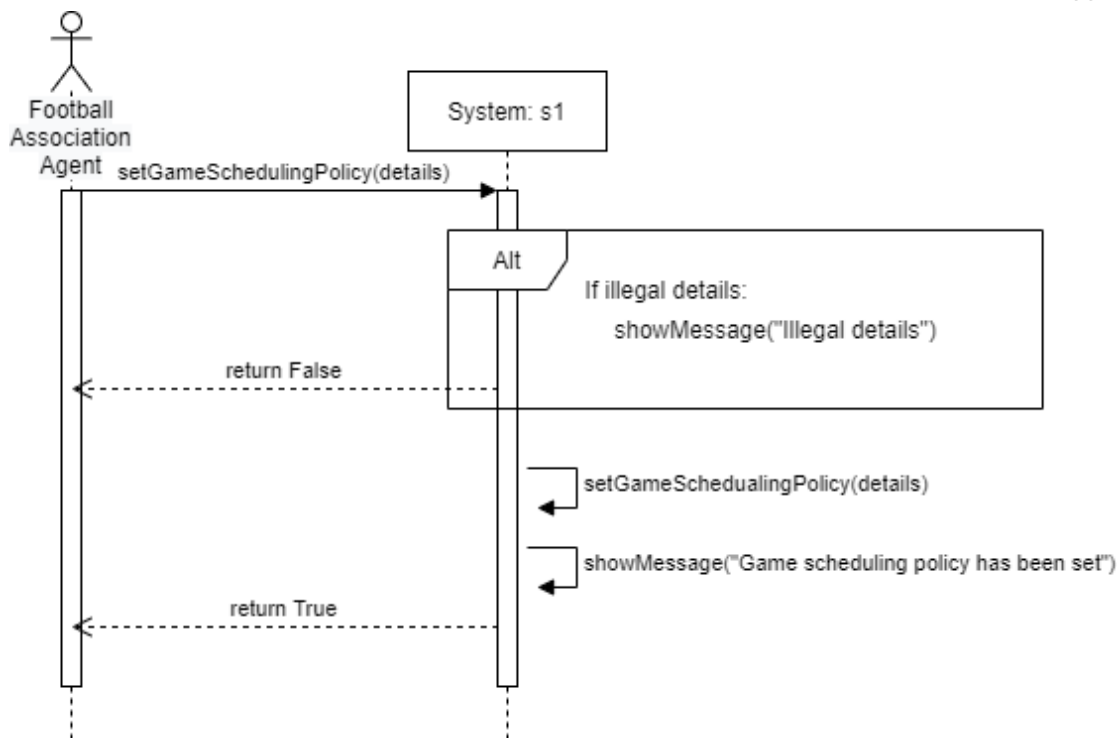 Football
Association
Agent
System: s1
setGameSchedulingPolicy(details)
Alt
If illegal details:
showMessage("Illegal details")
return False
setGameSchedualingPolicy(details)
showMessage("Game scheduling policy has been set")
return True